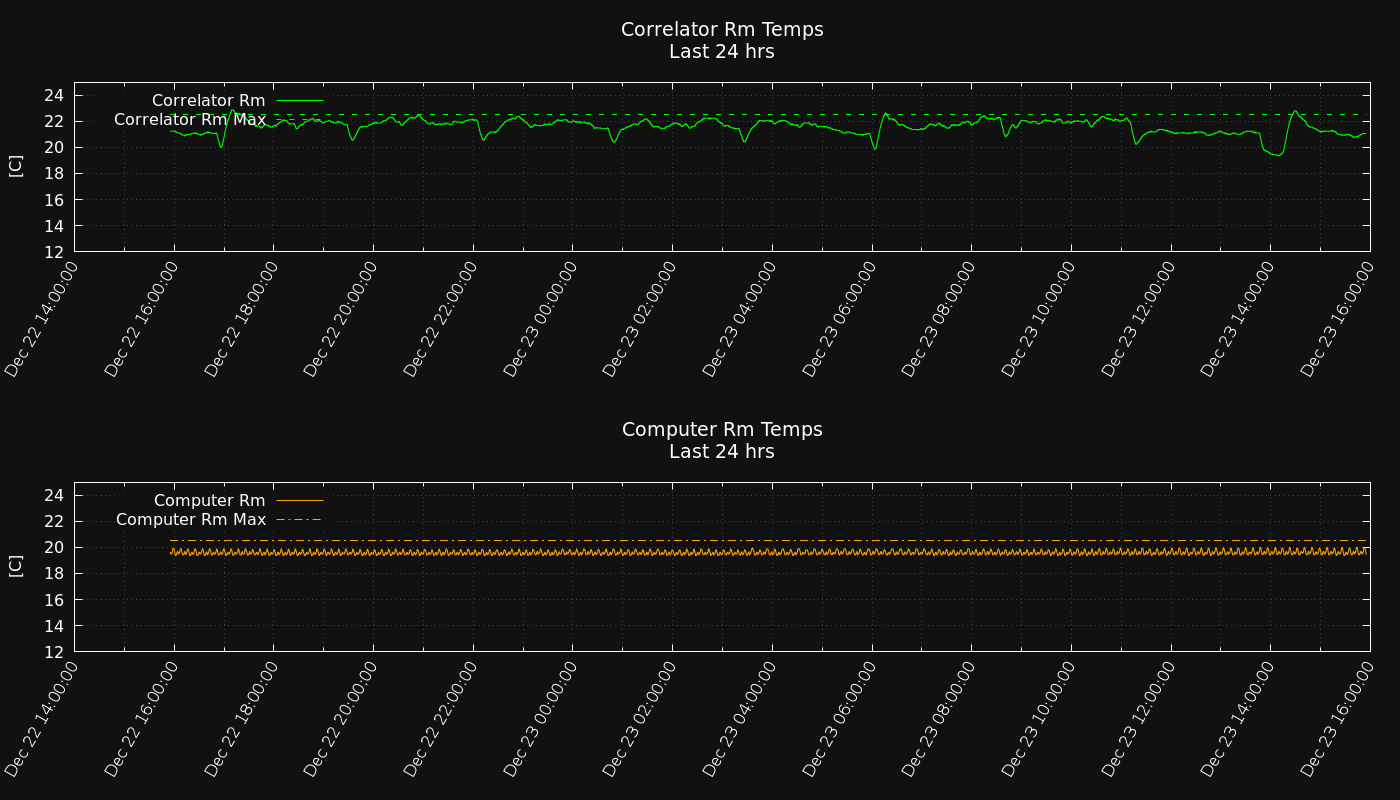 Correlator Rm Temps
Last 24 hrs
Correlator Rm
Correlator Rm Max
[C]
24
22
20
18
16
14
12
Dec 22 14:00:00
Dec 22 16:00:00
Dec 22 18:00:00
Dec 22 20:00:00
Dec 22 22:00:00
Dec 23 00:00:00
Dec 23 02:00:00
Dec 23 04:00:00
Dec 23 06:00:00
Dec 23 08:00:00
Dec 23 10:00:00
Dec 23 12:00:00
Dec 23 14:00:00
Dec 23 16:00:00
Computer Rm Temps
Last 24 hrs
Computer Rm
Computer Rm Max
[C]
24
22
20
18
16
14
12
Dec 22 14:00:00
Dec 22 16:00:00
Dec 22 18:00:00
Dec 22 20:00:00
Dec 22 22:00:00
Dec 23 00:00:00
Dec 23 02:00:00
Dec 23 04:00:00
Dec 23 06:00:00
Dec 23 08:00:00
Dec 23 10:00:00
Dec 23 12:00:00
Dec 23 14:00:00
Dec 23 16:00:00